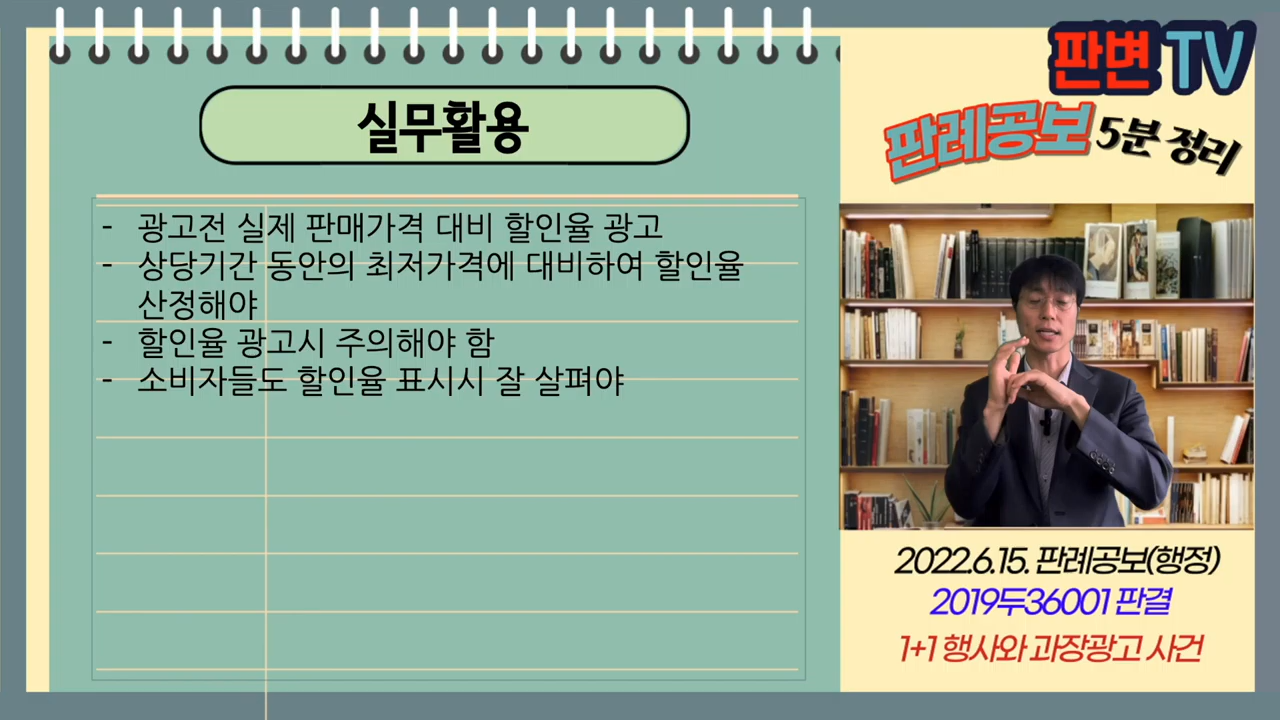 실무활용
- 광고전 실제 판매가격 대비 할인율 광고
- 상당기간 동안의 최저가격에 대비하여 할인율
산정해야
- 할인율 광고시 주의해야 함
- 소비자들도 할인율 표시시 잘 살펴야
판변 TV
판례공보 5분 정리
2022.6.15. 판례공보(행정)
2019두36001 판결
1+1 행사와 과장광고 사건